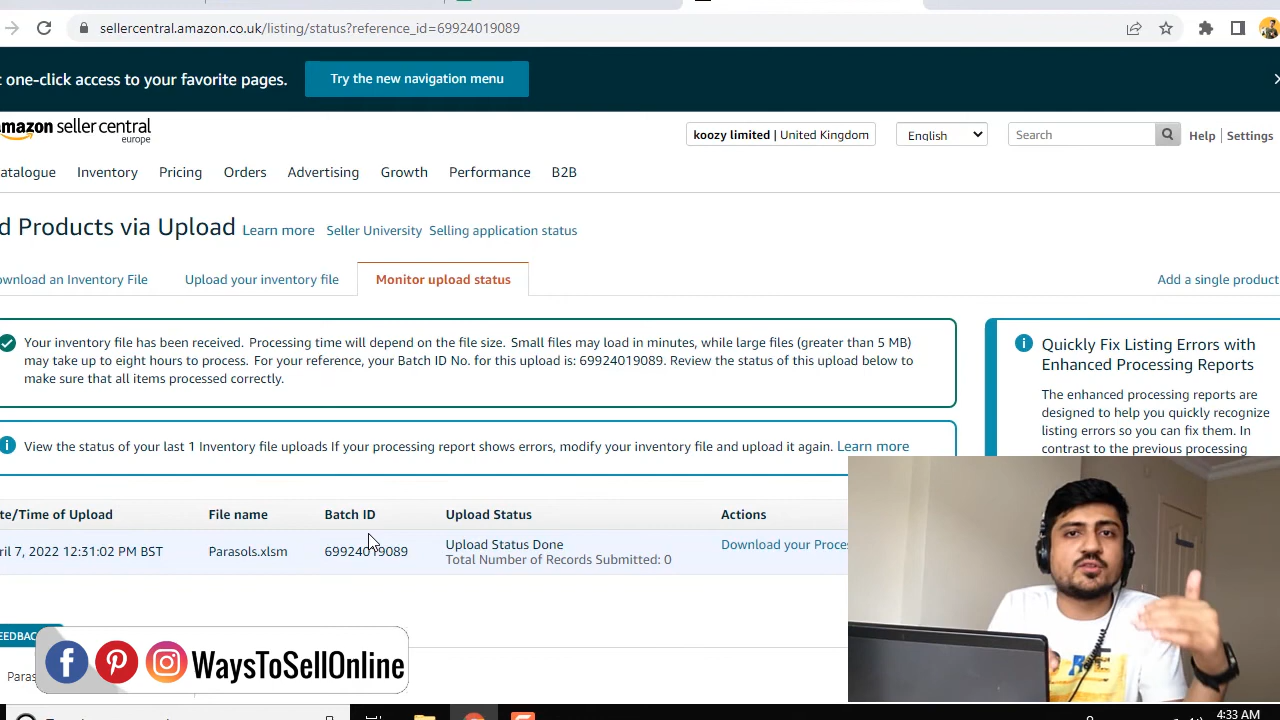 sellercentral.amazon.co.uk/listing/status?reference_id=69924019089
one-click access to your favorite pages.
Try the new navigation menu
amazon seller central
europe
koozy limited | United Kingdom
English
Search
Help | Settings
Inventory
Pricing
Orders
Advertising
Growth
Performance
B2B
Products via Upload
Learn more
Seller University
Selling application status
an Inventory File
Upload your inventory file
Monitor upload status
Add a single product
Your inventory file has been received. Processing time will depend on the file size. Small files may load in minutes, while large files (greater than 5 MB)
may take up to eight hours to process. For your reference, your Batch ID No. for this upload is: 69924019089. Review the status of this upload below to
make sure that all items processed correctly.
Quickly Fix Listing Errors with
Enhanced Processing Reports
The enhanced processing reports are
designed to help you quickly recognize
listing errors so you can fix them. In
contrast to the previous processing
View the status of your last 1 Inventory file uploads If your processing report shows errors, modify your inventory file and upload it again. Learn more
te/Time of Upload
File name
Batch ID
Upload Status
Actions
ril 7, 2022 12:31:02 PM BST
Parasols.xlsm
69924019089
Upload Status Done
Total Number of Records Submitted: 0
Download your Proce
WaysToSellOnline
4:33 AM